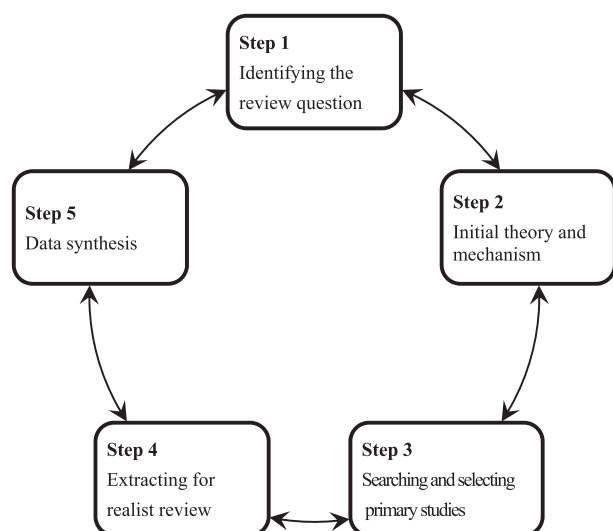 Step 1
Identifying the
review question
Step 2
Initial theory and
mechanism
Step 3
Searching and selecting
primary studies
Step 4
Extracting for
realist review
Step 5
Data synthesis